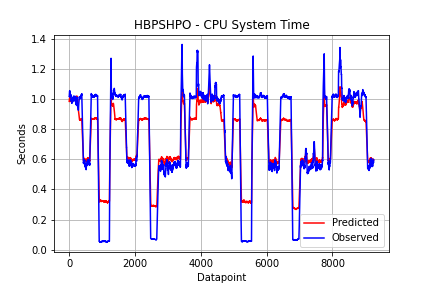 HBPSHPO - CPU System Time
1.4
1.2
1.0
0.8
0.6
0.4
0.2
0.0
Seconds
Predicted
Observed
0 2000 4000 6000 8000
Datapoint